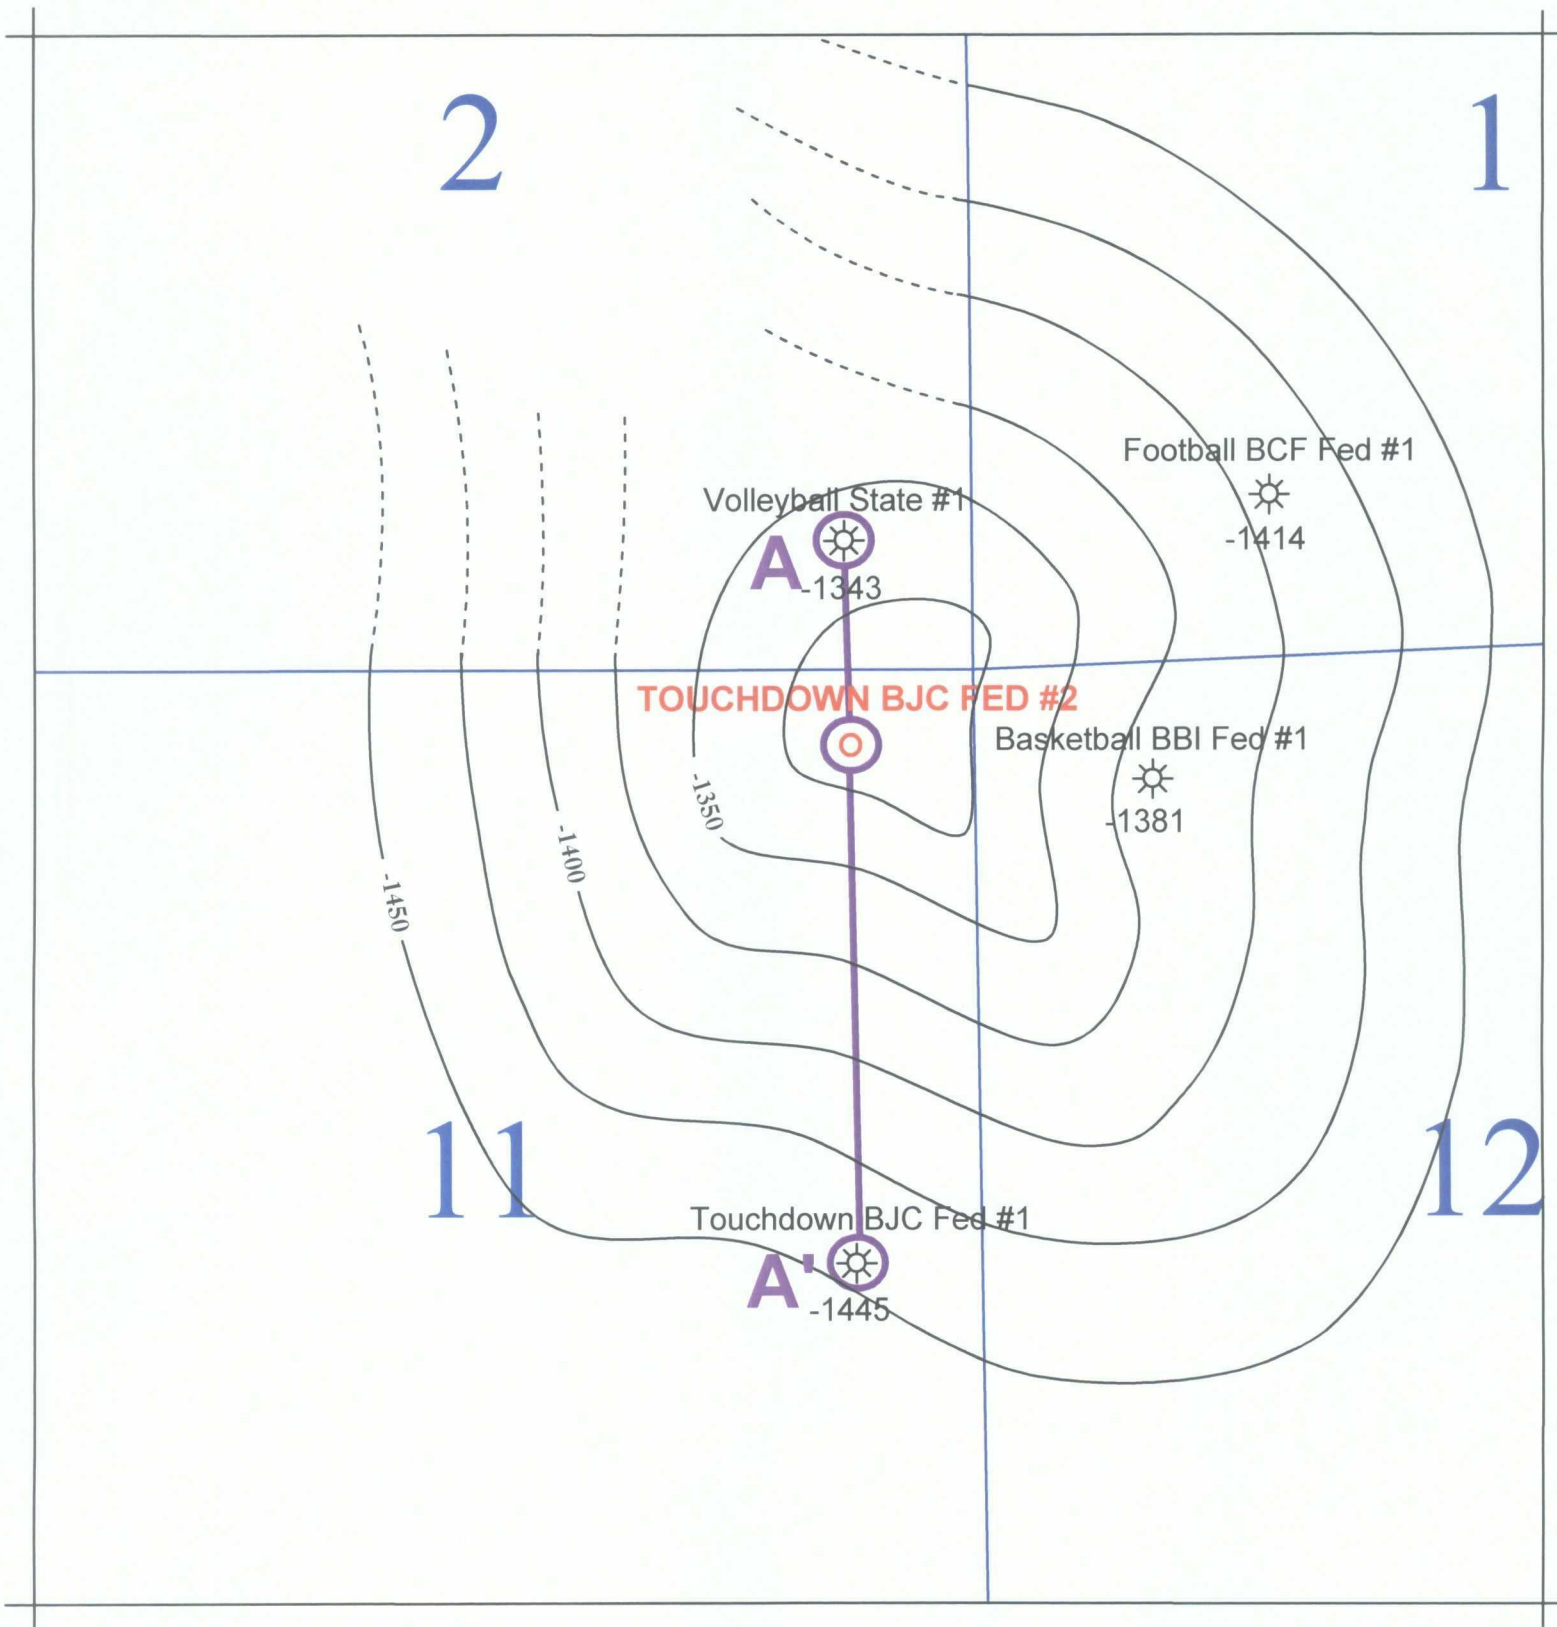 2
1
Football BCF Fed #1
-1414
Volleyball State #1
A
-1343
TOUCHDOWN BJC FED #2
Basketball BBI Fed #1
-1381
-1350
-1400
-1450
11
12
Touchdown BJC Fed #1
A'
-1445